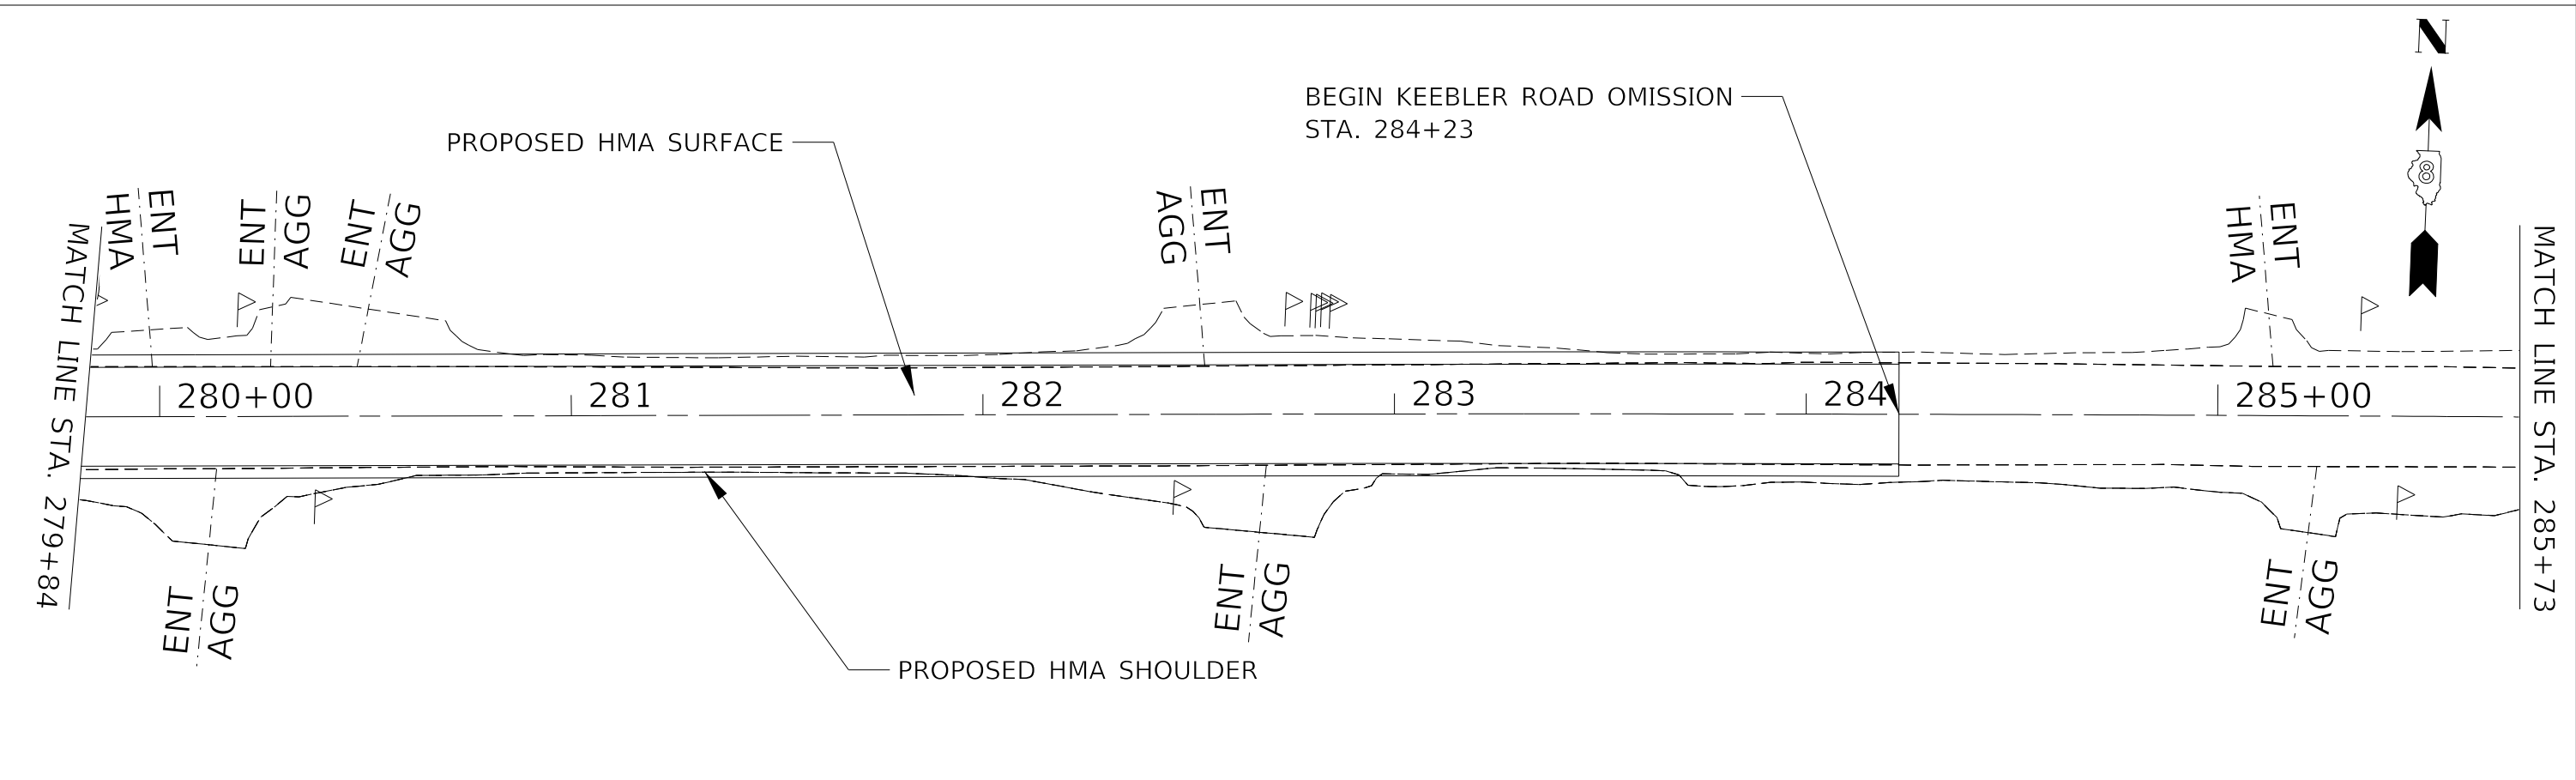 N
8
BEGIN KEEBLER ROAD OMISSION
STA. 284+23
PROPOSED HMA SURFACE
MATCH LINE STA. 279+84
ENT
HMA
ENT
AGG
ENT
AGG
ENT
AGG
ENT
HMA
MATCH LINE STA. 285+73
280+00
281
282
283
284
285+00
ENT
AGG
ENT
AGG
ENT
AGG
PROPOSED HMA SHOULDER